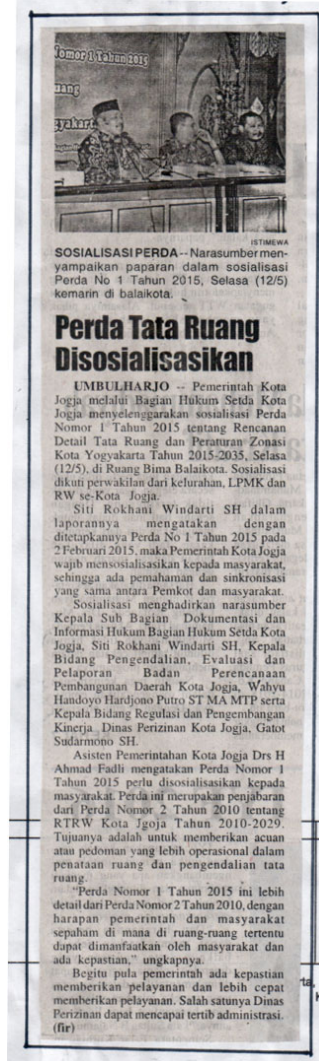 Nomor 1 Tahun 2015
uang
gyakarta
ISTIMEWA
SOSIALISASI PERDA-- Narasumber men-
yampaikan paparan dalam sosialisasi
Perda No 1 Tahun 2015, Selasa (12/5)
kemarin di balaikota.
Perda Tata Ruang
Disosialisasikan
UMBULHARJO -- Pemerintah Kota
Jogja melalui Bagian Hukum Setda Kota
Jogja menyelenggarakan sosialisasi Perda
Nomor 1 Tahun 2015 tentang Rencanan
Detail Tata Ruang dan Peraturan Zonasi
Kota Yogyakarta Tahun 2015-2035, Selasa
(12/5), di Ruang Bima Balaikota. Sosialisasi
dikuti perwakilan dari kelurahan, LPMK dan
RW se-Kota Jogja.
Siti Rokhani Windarti SH dalam
laporannya mengatakan dengan
ditetapkannya Perda No 1 Tahun 2015 pada
2 Februari 2015, maka Pemerintah Kota Jogja
wajib mensosialisasikan kepada masyarakat,
sehingga ada pemahaman dan sinkronisasi
yang sama antara Pemkot dan masyarakat.
Sosialisasi menghadirkan narasumber
Kepala Sub Bagian Dokumentasi dan
Informasi Hukum Bagian Hukum Setda Kota
Jogja, Siti Rokhani Windarti SH, Kepala
Bidang Pengendalian, Evaluasi dan
Pelaporan Badan Perencanaan
Pembangunan Daerah Kota Jogja, Wahyu
Handoyo Hardjono Putro ST MA MTP serta
Kepala Bidang Regulasi dan Pengembangan
Kinerja Dinas Perizinan Kota Jogja, Gatot
Sudarmono SH.
Asisten Pemerintahan Kota Jogja Drs H
Ahmad Fadli mengatakan Perda Nomor 1
Tahun 2015 perlu disosialisasikan kepada
masyarakat. Perda ini merupakan penjabaran
dari Perda Nomor 2 Tahun 2010 tentang
RTRW Kota Jgoja Tahun 2010-2029.
Tujuanya adalah untuk memberikan acuan
atau pedoman yang lebih operasional dalam
penataan ruang dan pengendalian tata
ruang.
"Perda Nomor 1 Tahun 2015 ini lebih
detail dari Perda Nomor 2 Tahun 2010, dengan
harapan pemerintah dan masyarakat
sepaham di mana di ruang-ruang tertentu
dapat dimanfaatkan oleh masyarakat dan
ada kepastian," ungkapnya.
Begitu pula pemerintah ada kepastian
memberikan pelayanan dan lebih cepat
memberikan pelayanan. Salah satunya Dinas
Perizinan dapat mencapai tertib administrasi.
(fir)